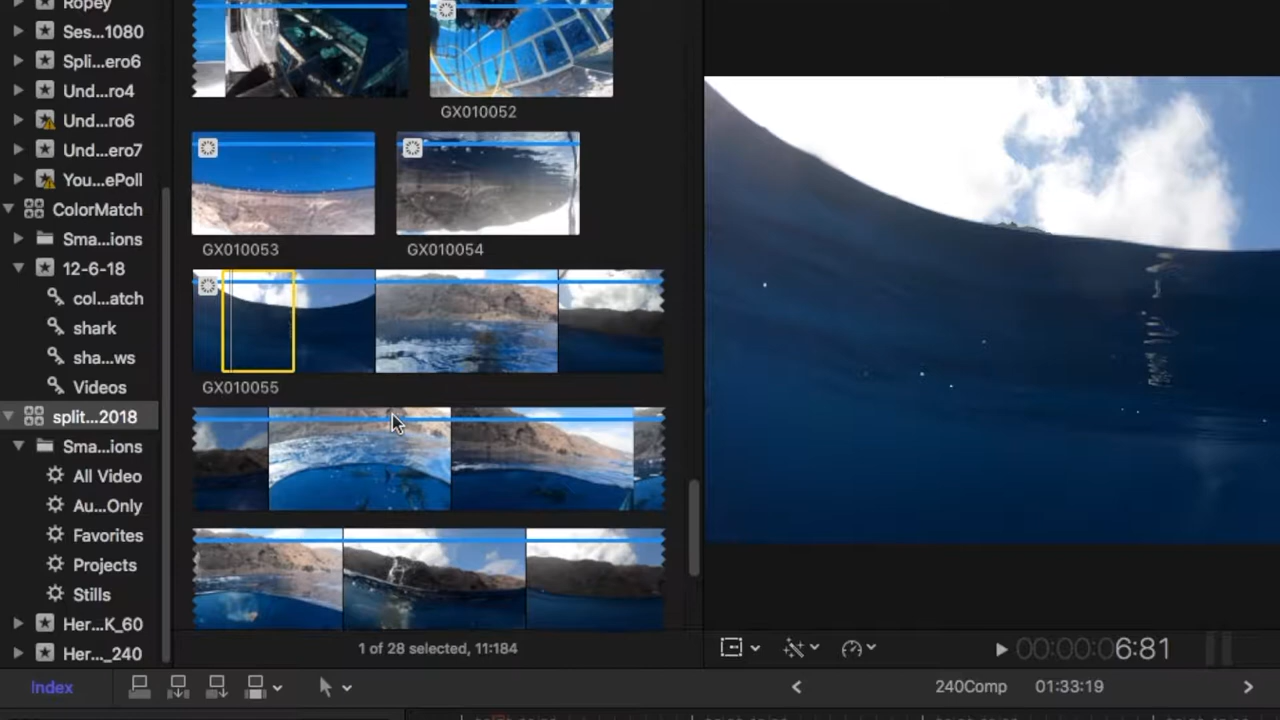 Ropey
Ses...1080
Spli...ero6
Und...ro4
Und...ro6
Und...ero7
You...ePoll
ColorMatch
Sma...ions
12-6-18
col...atch
shark
sha...ws
Videos
split...2018
Sma...ions
All Video
Au...Only
Favorites
Projects
Stills
Her...K_60
Her..._240
GX010052
GX010053
GX010054
GX010055
1 of 28 selected, 11:184
00:00:06:81
Index
240Comp
01:33:19